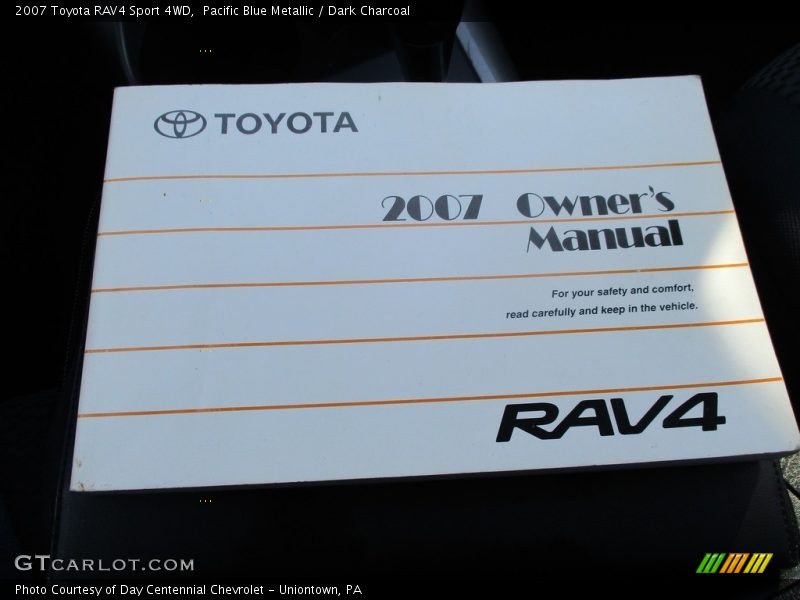 2007 Toyota RAV4 Sport 4WD,  Pacific Blue Metallic / Dark Charcoal
TOYOTA
2007 Owner's
Manual
For your safety and comfort,
read carefully and keep in the vehicle.
RAV4
GTCARLOT.COM
Photo Courtesy of Day Centennial Chevrolet - Uniontown, PA